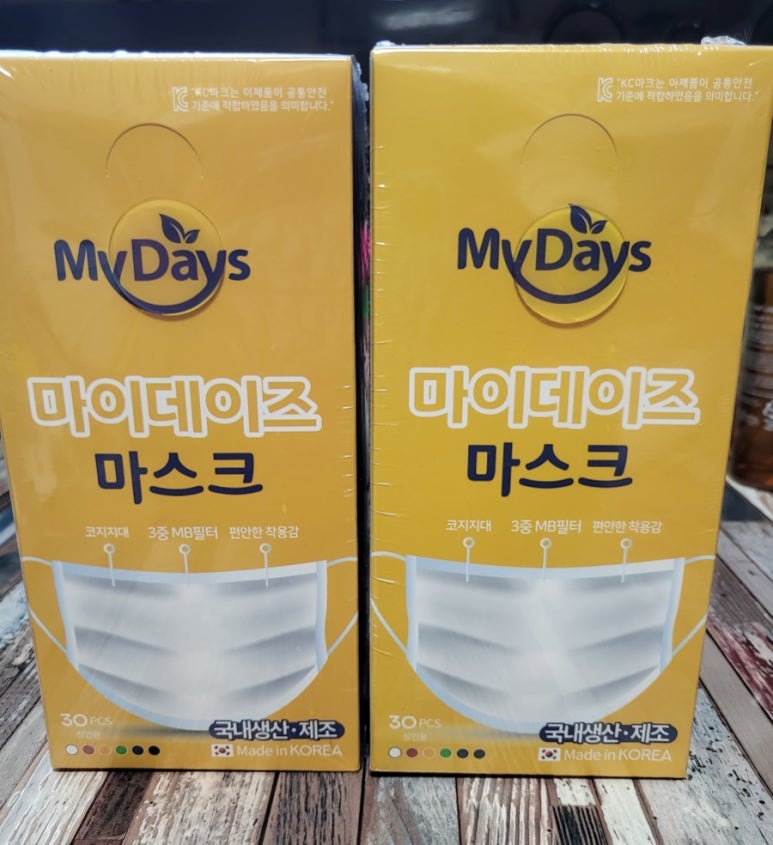 "KC마크는 이제품이 공통안전
기준에 적합하였음을 의미합니다."
MyDays
마이데이즈
마스크
코지지대 3중 MB필터 편안한 착용감
30 PCS
성인용
국내생산·제조
Made in KOREA
"KC마크는 이제품이 공통안전
기준에 적합하였음을 의미합니다."
MyDays
마이데이즈
마스크
코지지대 3중 MB필터 편안한 착용감
30 PCS
성인용
국내생산·제조
Made in KOREA